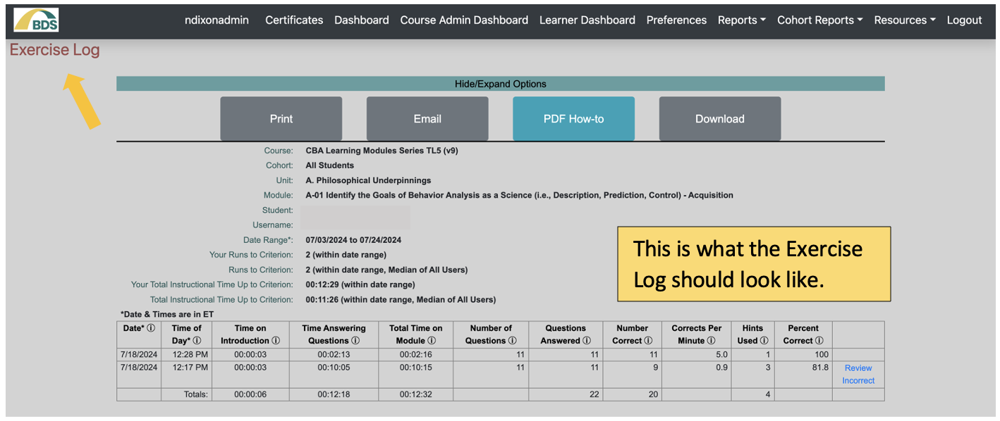 BDS
ndixonadmin Certificates Dashboard Course Admin Dashboard Learner Dashboard Preferences Reports Cohort Reports Resources Logout
Exercise Log
Hide/Expand Options
Print Email PDF How-to Download
Course: CBA Learning Modules Series TL5 (v9)
Cohort: All Students
Unit: A. Philosophical Underpinnings
Module: A-01 Identify the Goals of Behavior Analysis as a Science (i.e., Description, Prediction, Control) - Acquisition
Student:
Username:
Date Range*: 07/03/2024 to 07/24/2024
Your Runs to Criterion: 2 (within date range)
Runs to Criterion: 2 (within date range, Median of All Users)
Your Total Instructional Time Up to Criterion: 00:12:29 (within date range)
Total Instructional Time Up to Criterion: 00:11:26 (within date range, Median of All Users)
This is what the Exercise
Log should look like.
*Date & Times are in ET
Date* ⓘ Time of Time on Time Answering Total Time on Number of Questions Number Corrects Per Hints Percent
Day* ⓘ Introduction ⓘ Questions ⓘ Module ⓘ Questions ⓘ Answered ⓘ Correct ⓘ Minute ⓘ Used ⓘ Correct ⓘ
7/18/2024 12:28 PM 00:00:03 00:02:13 00:02:16 11 11 11 5.0 1 100
7/18/2024 12:17 PM 00:00:03 00:10:05 00:10:15 11 11 9 0.9 3 81.8 Review
Incorrect
Totals: 00:00:06 00:12:18 00:12:32 22 20 4